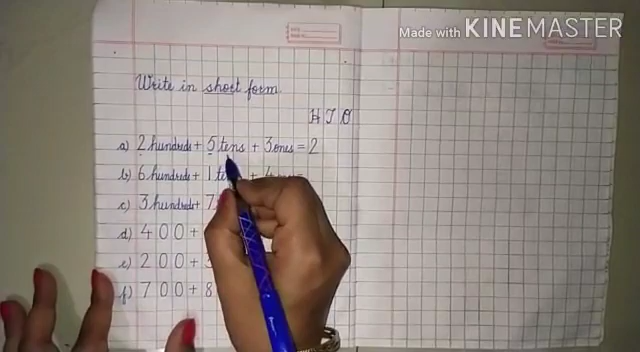 Made with KINEMASTER
Write in short form.
H T O
a) 2 hundreds + 5 tens + 3 ones = 2
b) 6 hundreds + 1 + 4 =
c) 3 hundreds + 7
d) 4 0 0 +
e) 2 0 0 +
f) 7 0 0 + 8